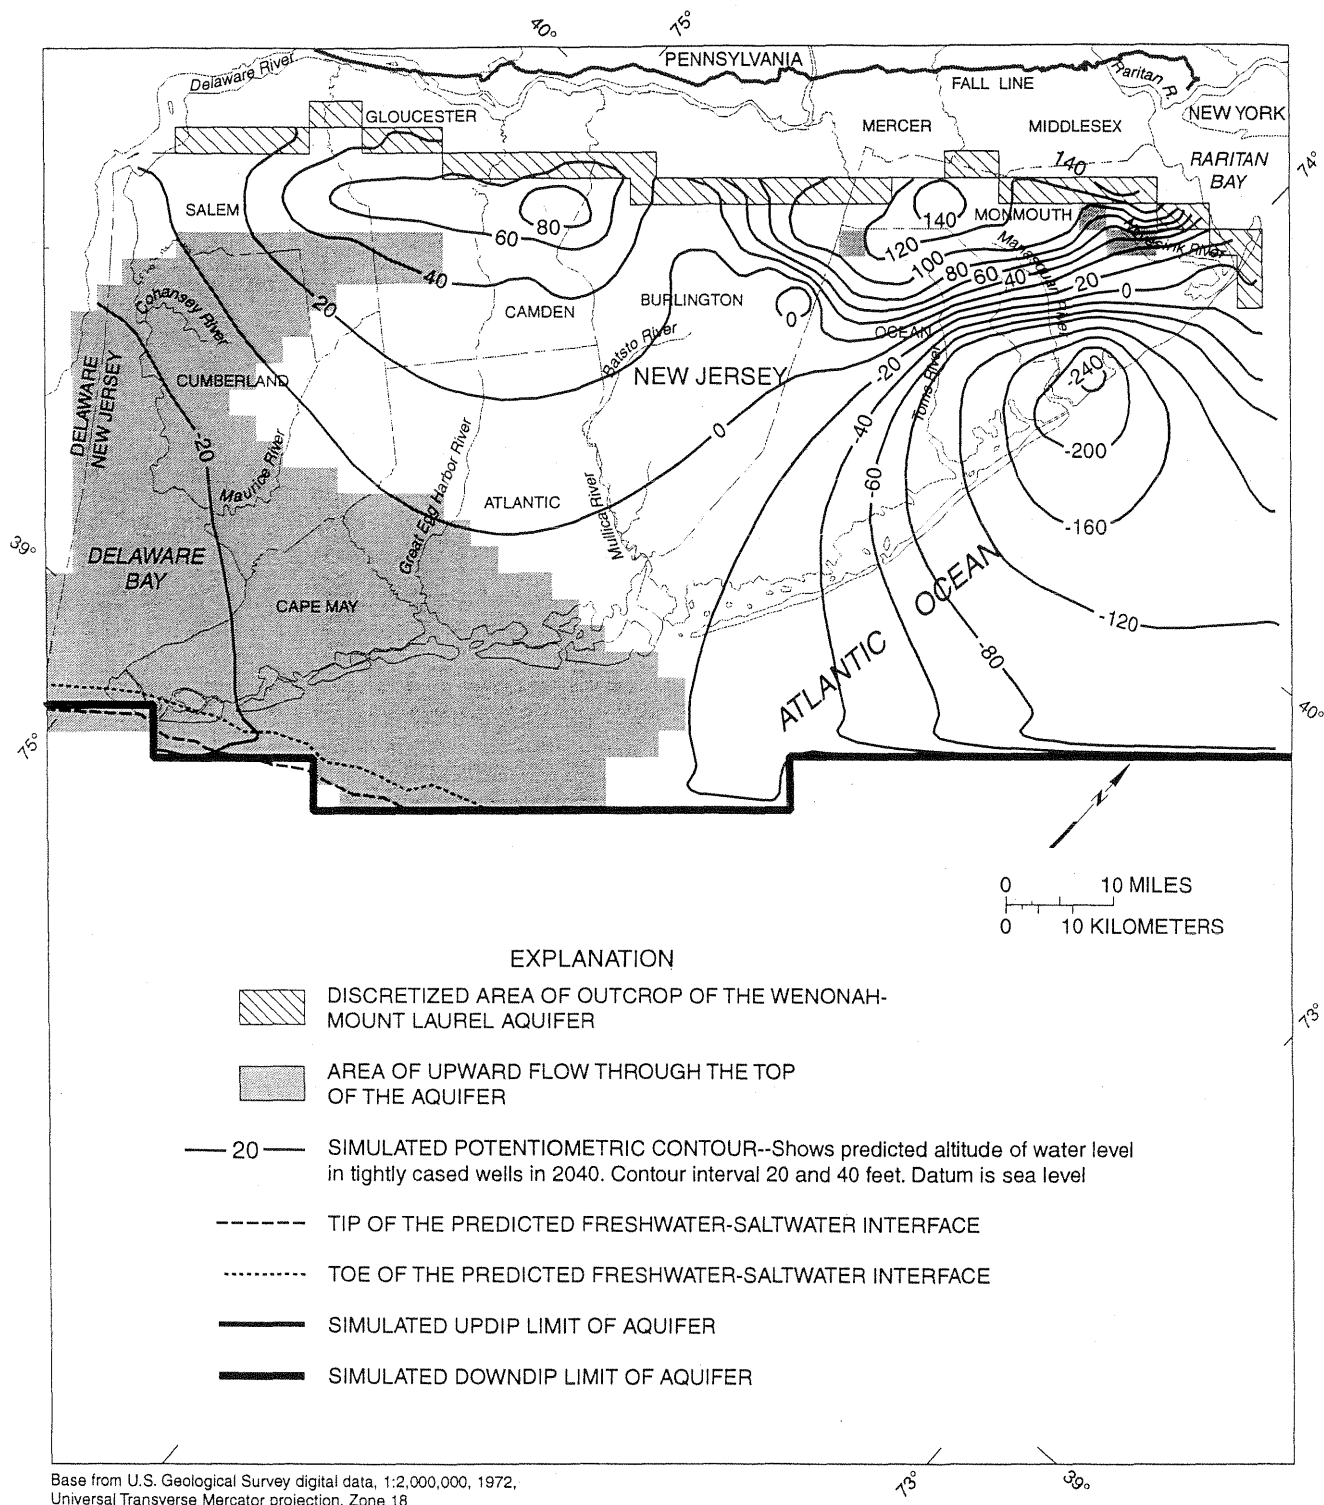 40°
75°
PENNSYLVANIA
Delaware River
FALL LINE
Raritan R.
GLOUCESTER
NEW YORK
MERCER
MIDDLESEX
RARITAN
BAY
74°
140
SALEM
80
60
140
MONMOUTH
120
100
80
60
40
20
0
Manasquan River
40
20
CAMDEN
BURLINGTON
0
OCEAN
Cohansey River
Batsto River
NEW JERSEY
-20
Toms River
-240
CUMBERLAND
DELAWARE
NEW JERSEY
-20
0
-40
-60
-200
Maurice River
Great Egg Harbor River
ATLANTIC
Mullica River
-160
39°
DELAWARE
BAY
CAPE MAY
ATLANTIC OCEAN
-120
-80
75°
40°
N
0 10 MILES
0 10 KILOMETERS
EXPLANATION
DISCRETIZED AREA OF OUTCROP OF THE WENONAH-
MOUNT LAUREL AQUIFER
73°
AREA OF UPWARD FLOW THROUGH THE TOP
OF THE AQUIFER
20 SIMULATED POTENTIOMETRIC CONTOUR--Shows predicted altitude of water level
in tightly cased wells in 2040. Contour interval 20 and 40 feet. Datum is sea level
TIP OF THE PREDICTED FRESHWATER-SALTWATER INTERFACE
TOE OF THE PREDICTED FRESHWATER-SALTWATER INTERFACE
SIMULATED UPDIP LIMIT OF AQUIFER
SIMULATED DOWNDIP LIMIT OF AQUIFER
Base from U.S. Geological Survey digital data, 1:2,000,000, 1972,
Universal Transverse Mercator projection, Zone 18
73°
39°